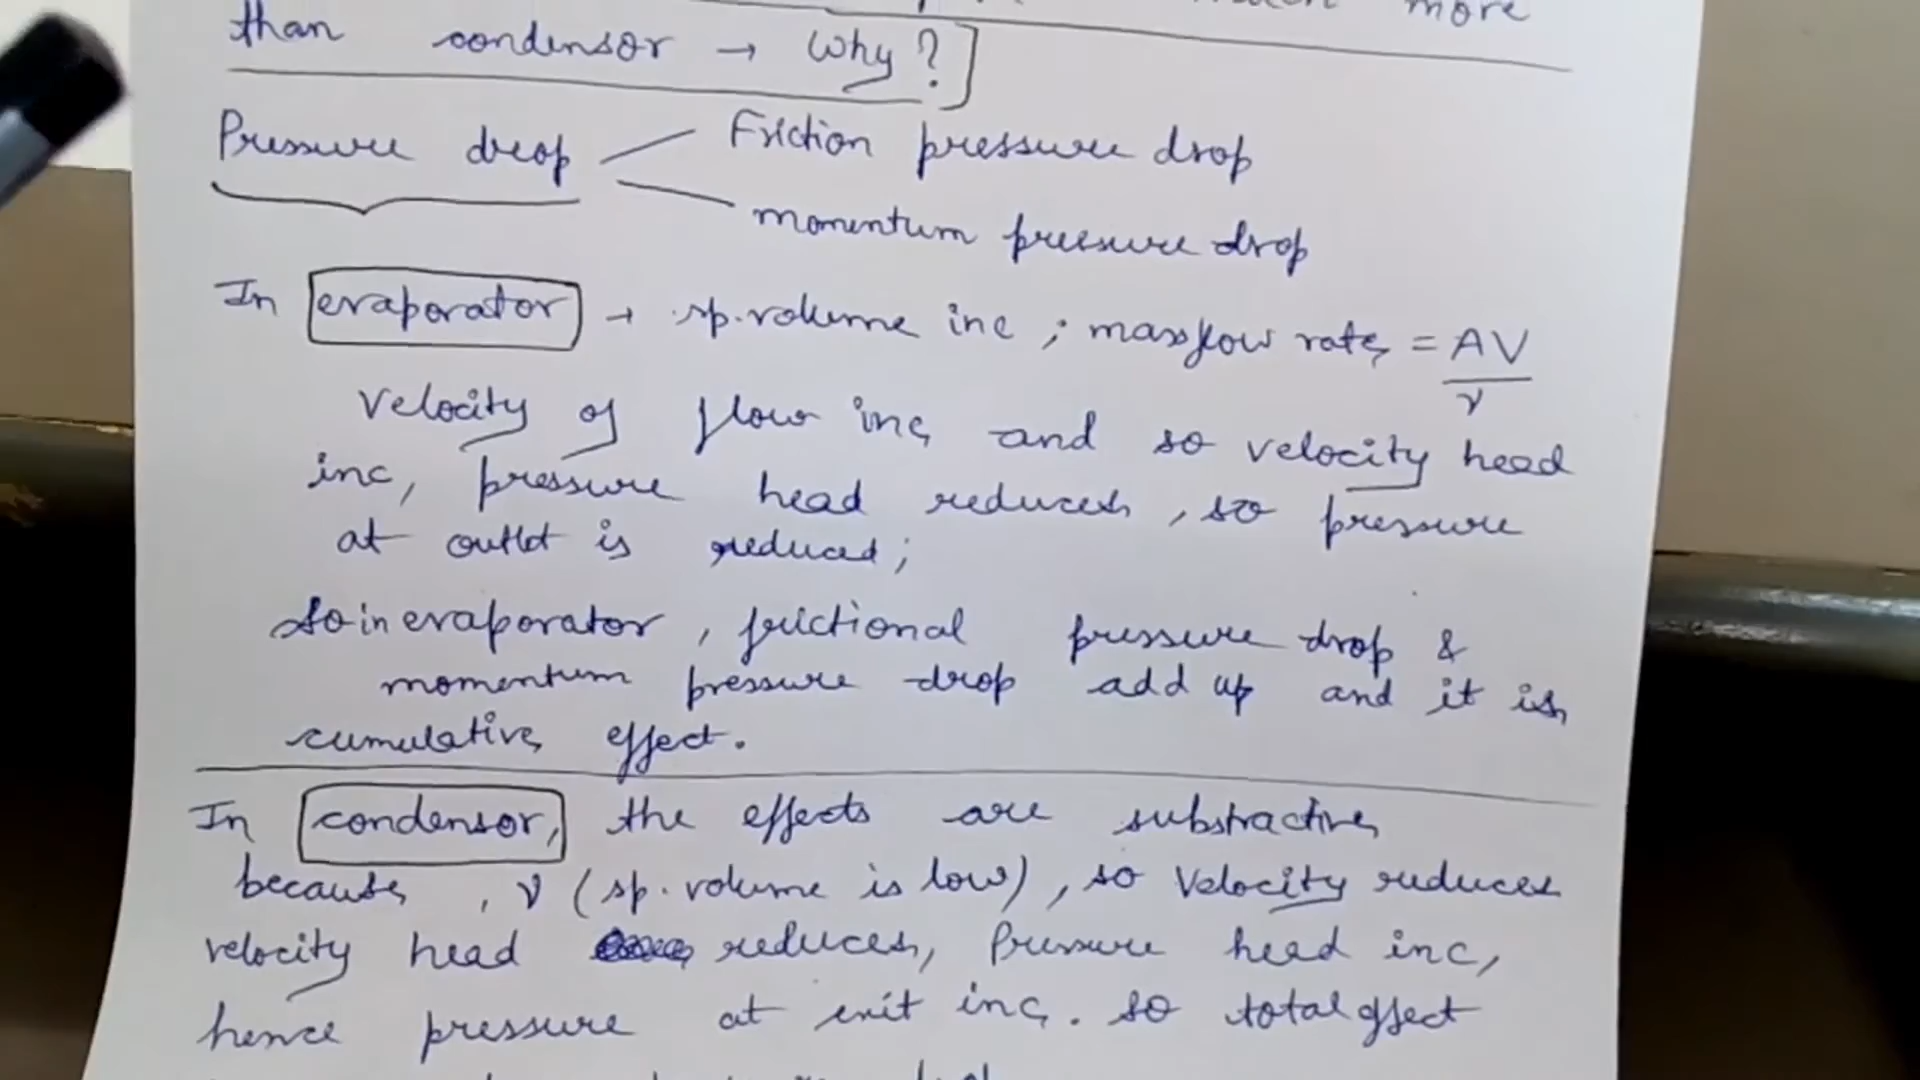 more
than condensor → Why?]
Pressure drop Friction pressure drop
momentum pressure drop
In evaporator → sp. volume inc ; mass flow rate = AV/v
Velocity of flow inc, and so velocity head
inc, pressure head reduces, so pressure
at outlet is reduced;
So in evaporator, frictional pressure drop &
momentum pressure drop add up and it is
cumulative effect.
In condensor, the effects are substractive
because, v (sp. volume is low), so Velocity reduces
velocity head reduces, Pressure head inc,
hence pressure at exit inc. so total effect